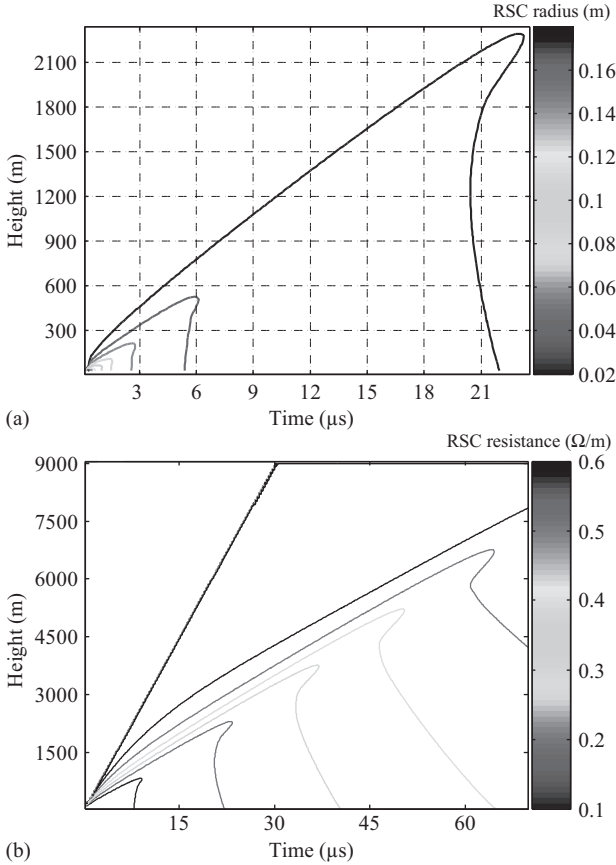 RSC radius (m)
2100
1800
1500
1200
900
600
300
Height (m)
0.16
0.14
0.12
0.1
0.08
0.06
0.04
0.02
3 6 9 12 15 18 21
(a)
Time (µs)
RSC resistance (Ω/m)
9000
7500
6000
4500
3000
1500
Height (m)
0.6
0.5
0.4
0.3
0.2
0.1
15 30 45 60
(b)
Time (µs)